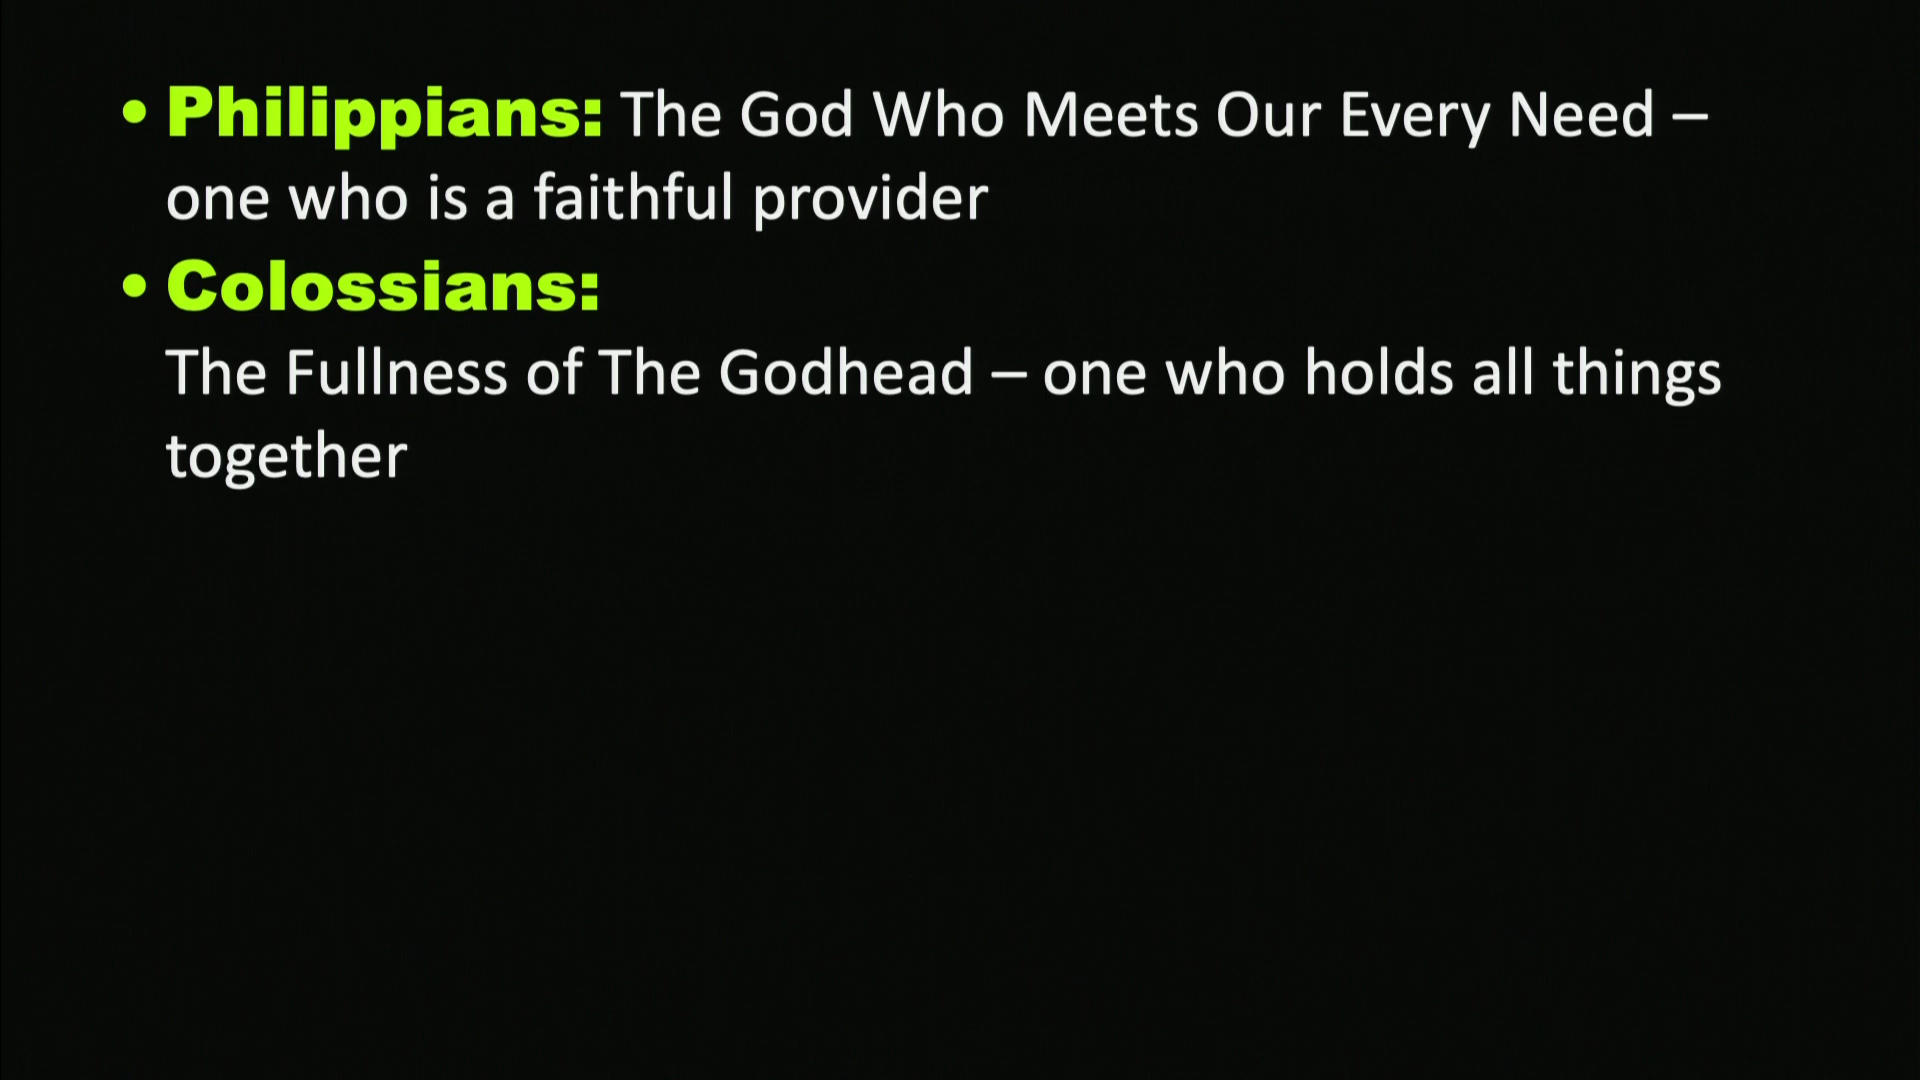 • Philippians: The God Who Meets Our Every Need –
one who is a faithful provider
• Colossians:
The Fullness of The Godhead – one who holds all things
together